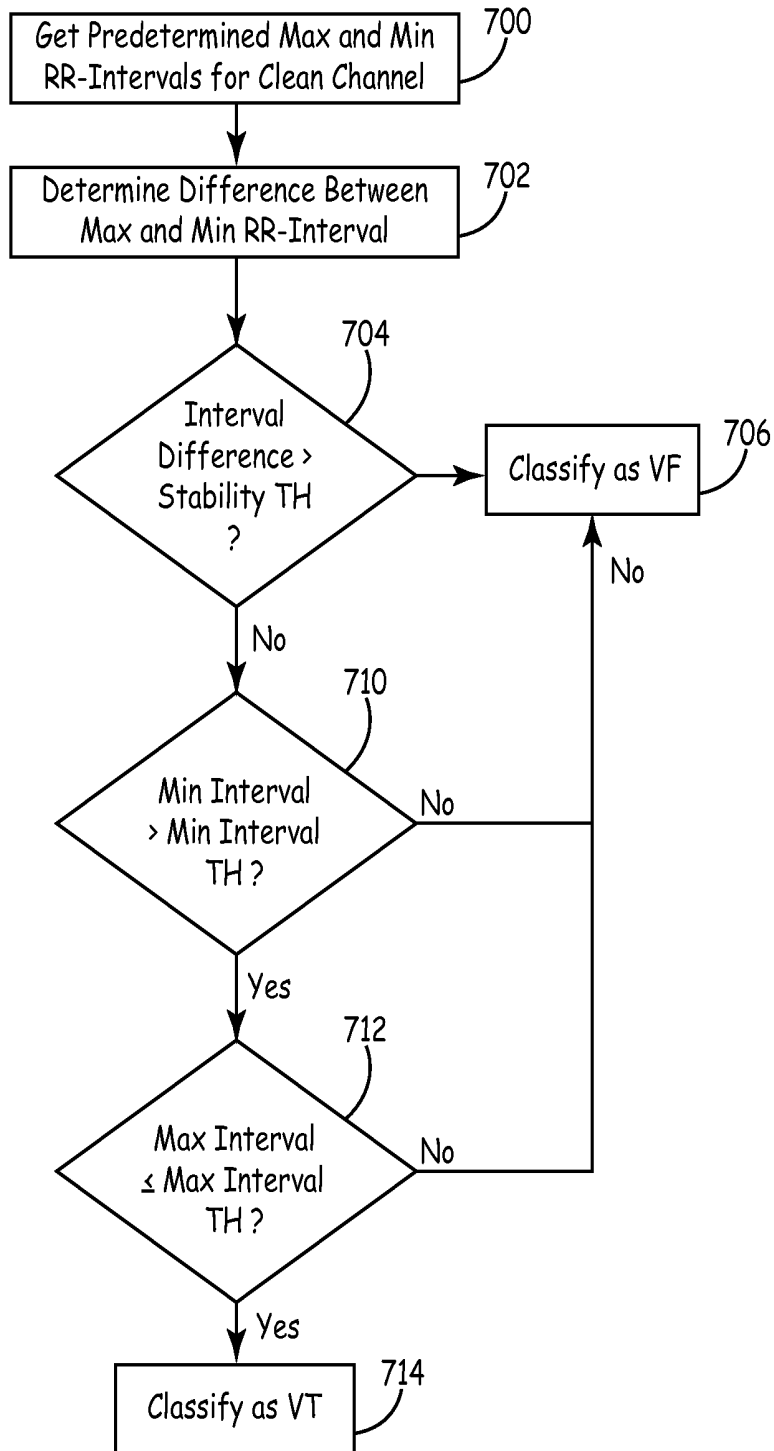 Get Predetermined Max and Min
RR-Intervals for Clean Channel
700
Determine Difference Between
Max and Min RR-Interval
702
704
Interval
Difference >
Stability TH
?
Classify as VF
706
No
No
710
Min Interval
> Min Interval
TH ?
No
Yes
712
Max Interval
≤ Max Interval
TH ?
No
Yes
Classify as VT
714